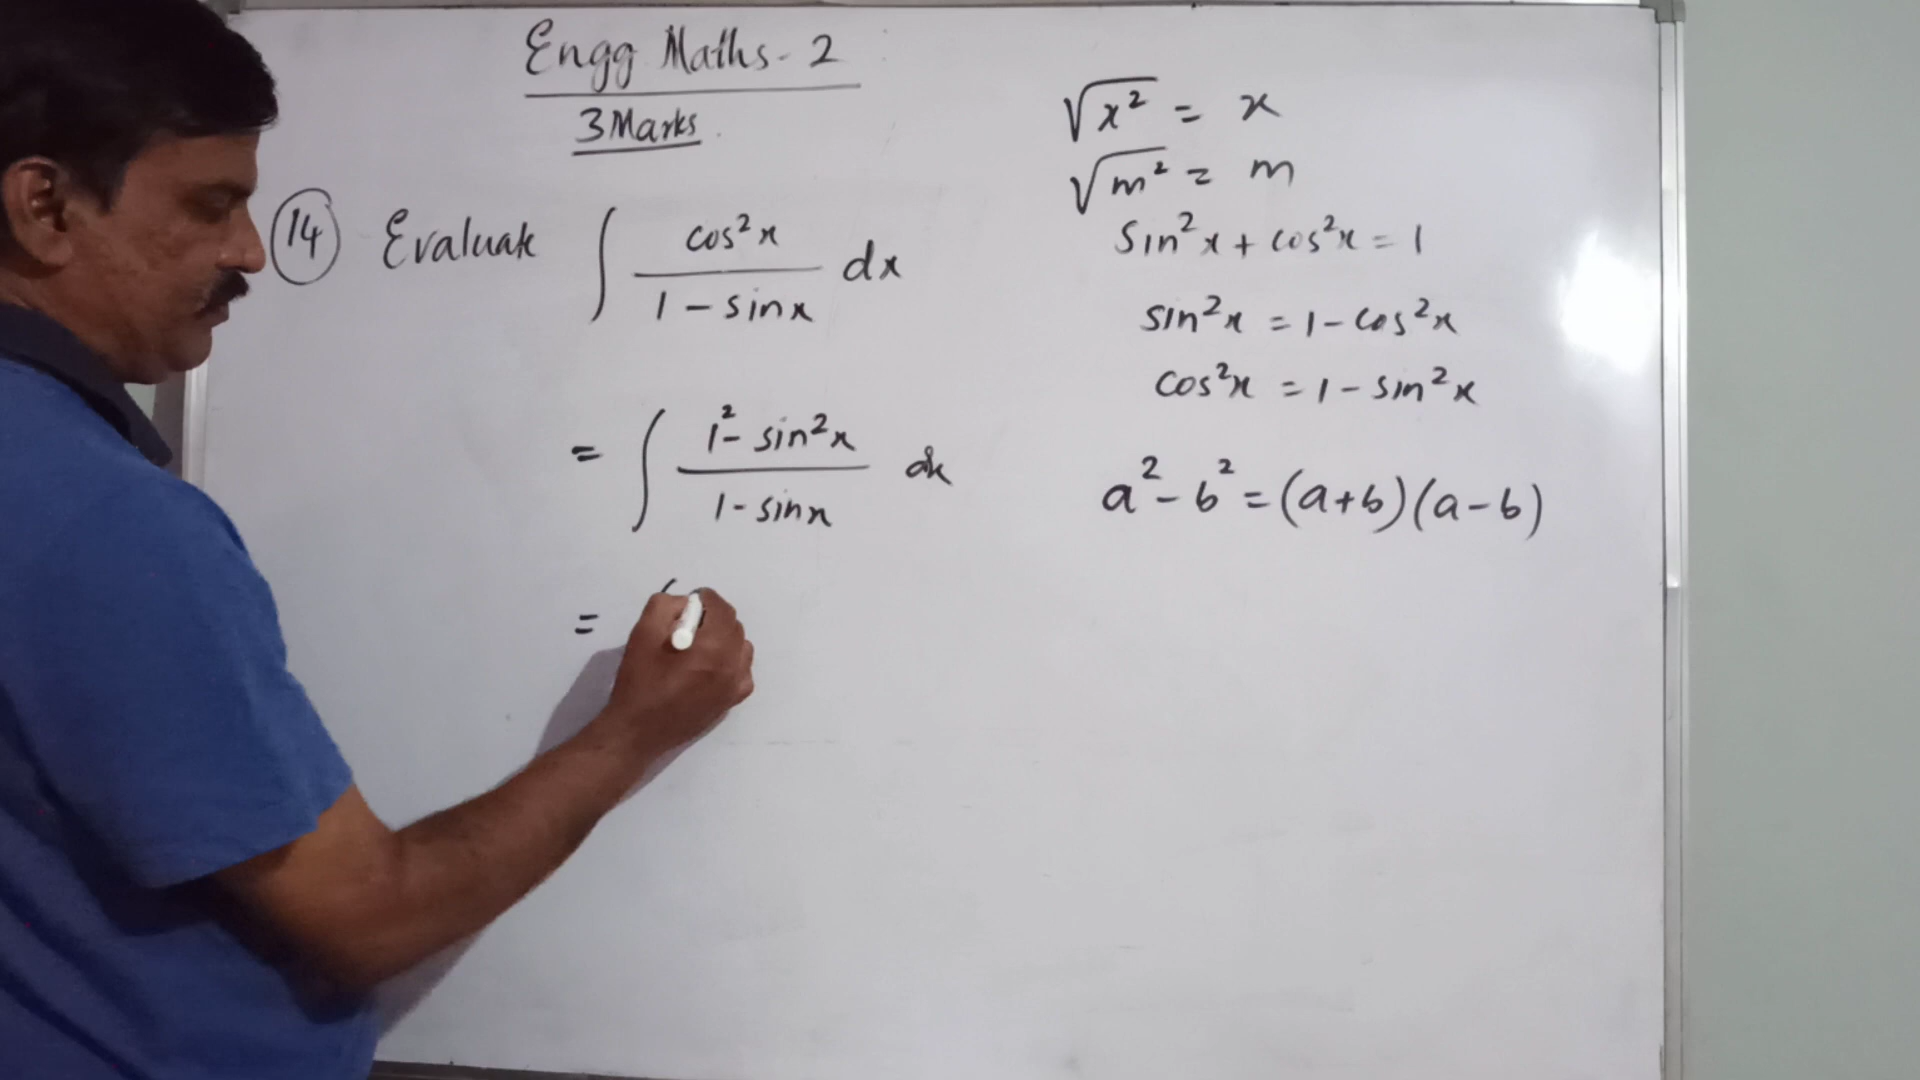 Engg Maths-2
3 Marks
14 Evaluate ∫ cos²x / (1 - sinx) dx
= ∫ (1² - sin²x) / (1 - sinx) dx
=
√x² = x
√m² = m
Sin²x + cos²x = 1
sin²x = 1 - cos²x
cos²x = 1 - sin²x
a² - b² = (a+b)(a-b)